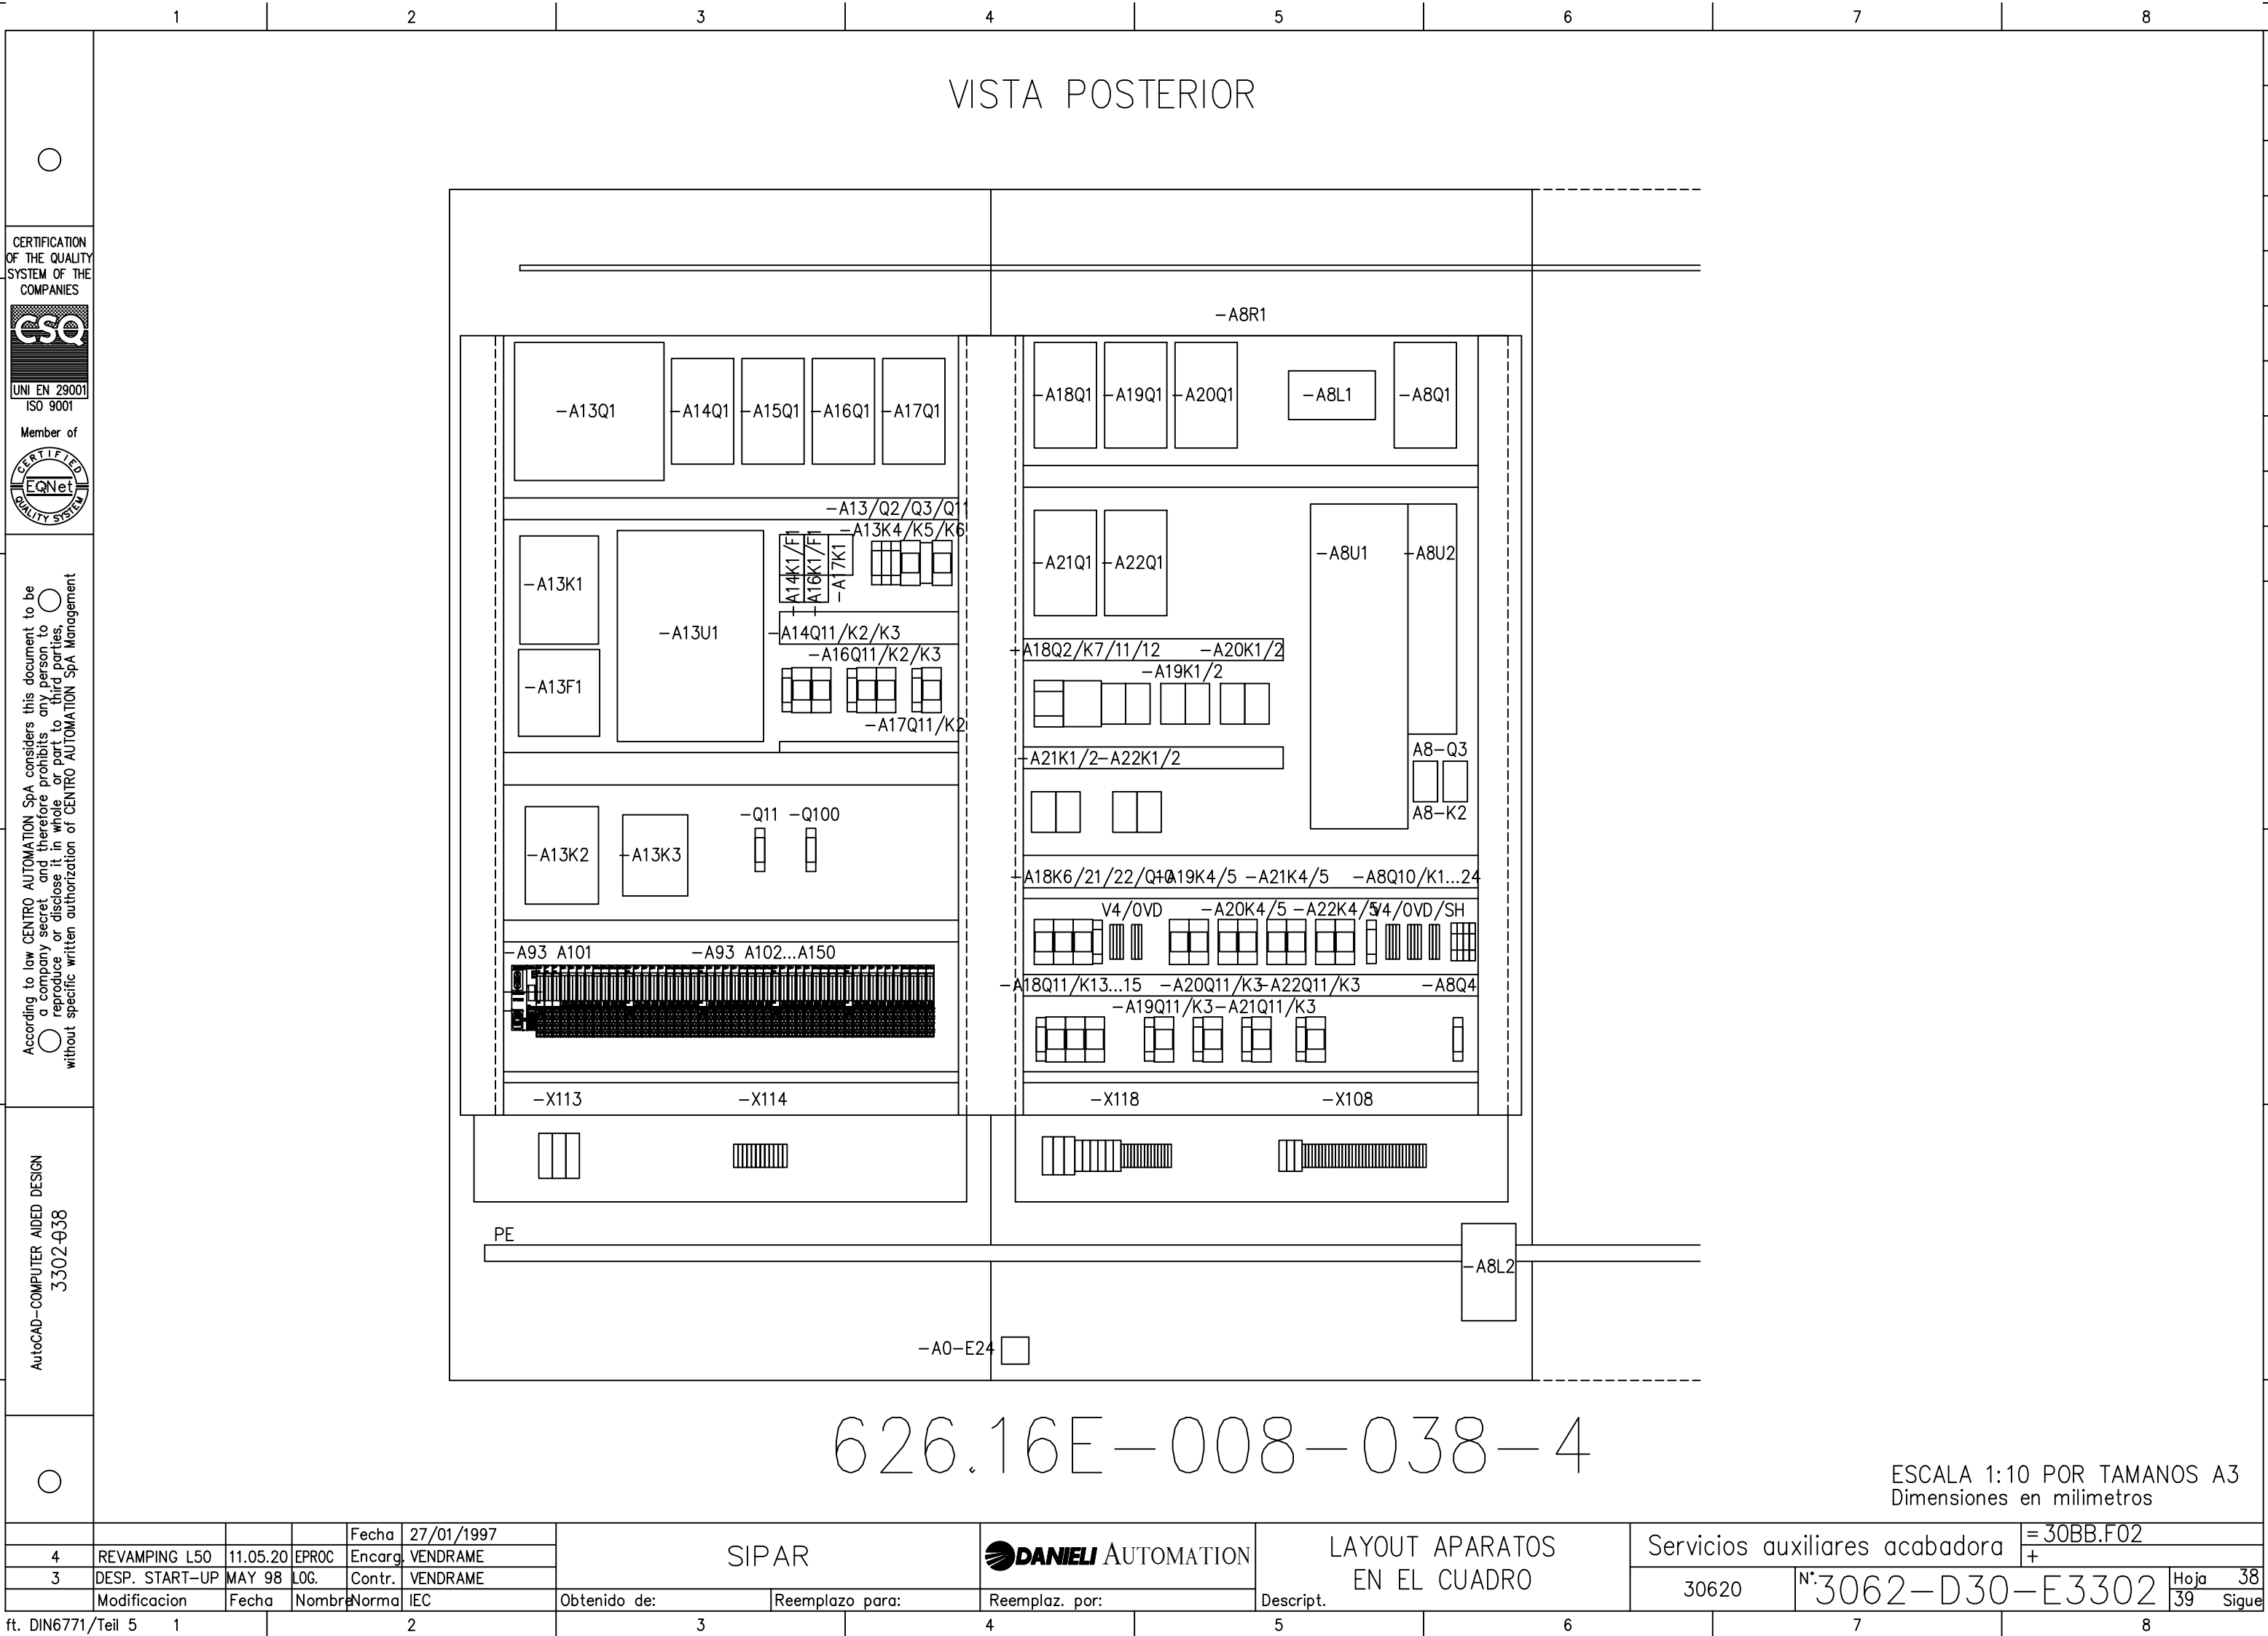 1 2 3 4 5 6 7 8
VISTA POSTERIOR
CERTIFICATION
OF THE QUALITY
SYSTEM OF THE
COMPANIES
CSQ
UNI EN 29001
ISO 9001
Member of
CERTIFIED
EQNet
QUALITY SYSTEM
According to law CENTRO AUTOMATION SpA considers this document to be
a company secret and therefore prohibits any person to
reproduce or disclose it in whole or part to third parties,
without specific written authorization of CENTRO AUTOMATION SpA Management
AutoCAD-COMPUTER AIDED DESIGN
3302-038
-A8R1
-A13Q1 -A14Q1 -A15Q1 -A16Q1 -A17Q1
-A18Q1 -A19Q1 -A20Q1 -A8L1 -A8Q1
-A13/Q2/Q3/Q11
-A13K4/K5/K6
-A13K1
-A14K1/F1
-A16K1/F1
-A17K1
-A13U1
-A14Q11/K2/K3
-A16Q11/K2/K3
-A13F1
-A17Q11/K2
-A21Q1 -A22Q1 -A8U1 -A8U2
-A18Q2/K7/11/12 -A20K1/2
-A19K1/2
-A21K1/2 -A22K1/2
A8-Q3
A8-K2
-Q11 -Q100
-A13K2 -A13K3
-A18K6/21/22/Q10 -A19K4/5 -A21K4/5 -A8Q10/K1...24
V4/0VD -A20K4/5 -A22K4/5 V4/0VD/SH
-A93 A101 -A93 A102...A150
-A18Q11/K13...15 -A20Q11/K3 -A22Q11/K3 -A8Q4
-A19Q11/K3 -A21Q11/K3
-X113 -X114 -X118 -X108
PE
-A8L2
-A0-E24
626.16E-008-038-4
ESCALA 1:10 POR TAMANOS A3
Dimensiones en milimetros
Fecha 27/01/1997
4 REVAMPING L50 11.05.20 EPROC Encarg. VENDRAME
3 DESP. START-UP MAY 98 LOG. Contr. VENDRAME
Modificacion Fecha Nombre Norma IEC
SIPAR
Obtenido de: Reemplazo para:
DANIELI AUTOMATION
Reemplaz. por:
LAYOUT APARATOS
EN EL CUADRO
Descript.
Servicios auxiliares acabadora
= 30BB.F02
+
30620
N°: 3062-D30-E3302
Hoja 38
39 Sigue
ft. DIN6771/Teil 5 1 2 3 4 5 6 7 8